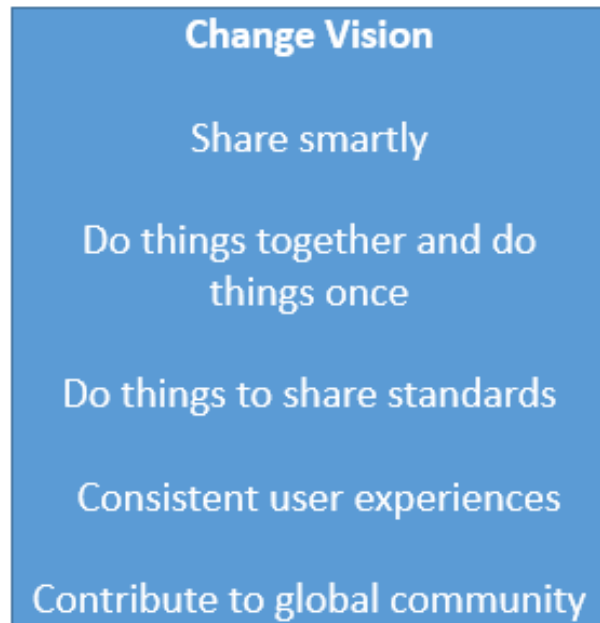 Change Vision
Share smartly
Do things together and do
things once
Do things to share standards
Consistent user experiences
Contribute to global community